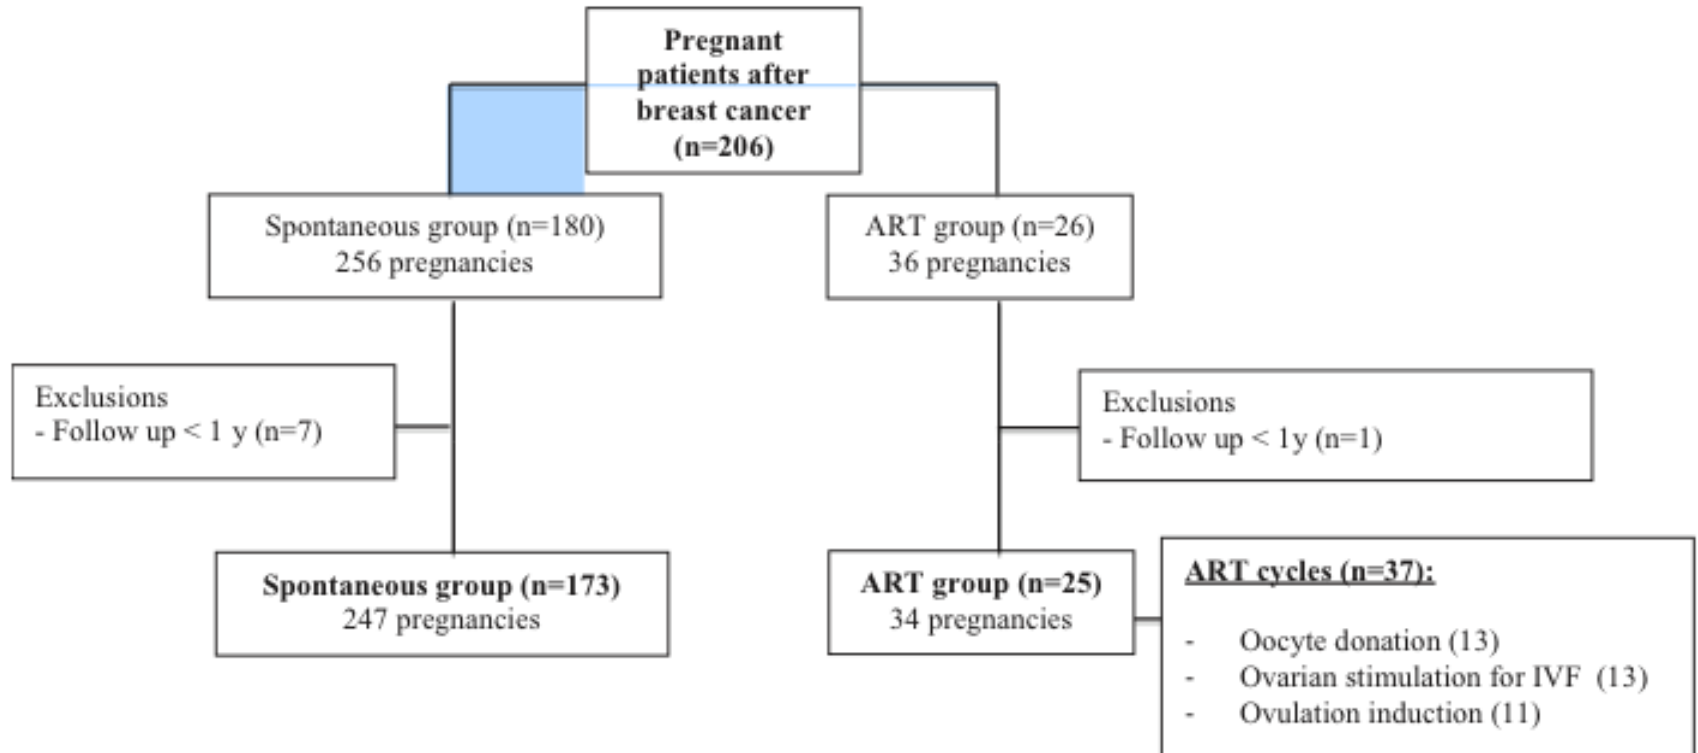 Pregnant
patients after
breast cancer
(n=206)
Spontaneous group (n=180)
256 pregnancies
ART group (n=26)
36 pregnancies
Exclusions
- Follow up < 1 y (n=7)
Exclusions
- Follow up < 1y (n=1)
Spontaneous group (n=173)
247 pregnancies
ART group (n=25)
34 pregnancies
ART cycles (n=37):
- Oocyte donation (13)
- Ovarian stimulation for IVF (13)
- Ovulation induction (11)